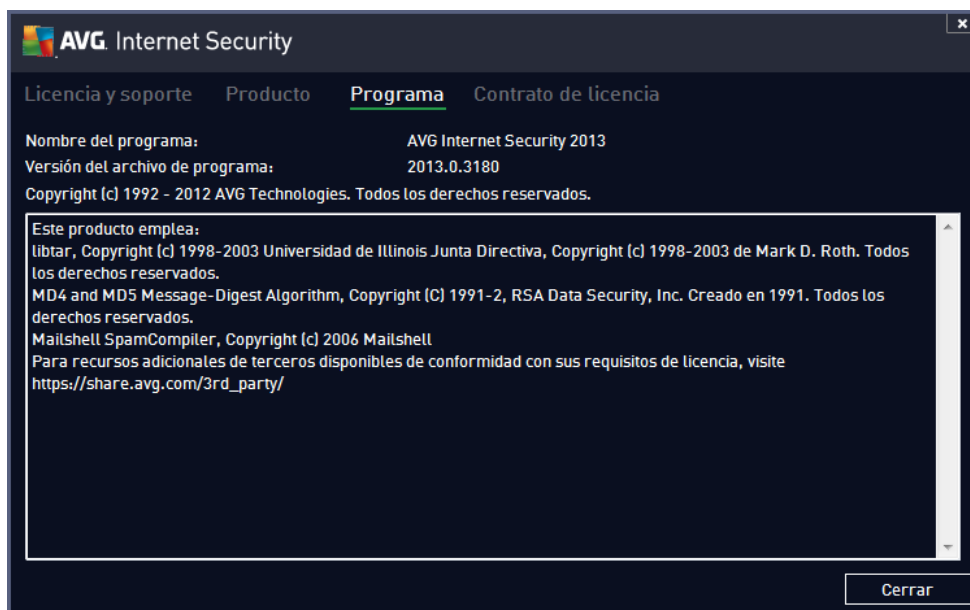 AVG. Internet Security
Licencia y soporte Producto Programa Contrato de licencia
Nombre del programa: AVG Internet Security 2013
Versión del archivo de programa: 2013.0.3180
Copyright (c) 1992 - 2012 AVG Technologies. Todos los derechos reservados.
Este producto emplea:
libtar, Copyright (c) 1998-2003 Universidad de Illinois Junta Directiva, Copyright (c) 1998-2003 de Mark D. Roth. Todos
los derechos reservados.
MD4 and MD5 Message-Digest Algorithm, Copyright (C) 1991-2, RSA Data Security, Inc. Creado en 1991. Todos los
derechos reservados.
Mailshell SpamCompiler, Copyright (c) 2006 Mailshell
Para recursos adicionales de terceros disponibles de conformidad con sus requisitos de licencia, visite
https://share.avg.com/3rd_party/
Cerrar